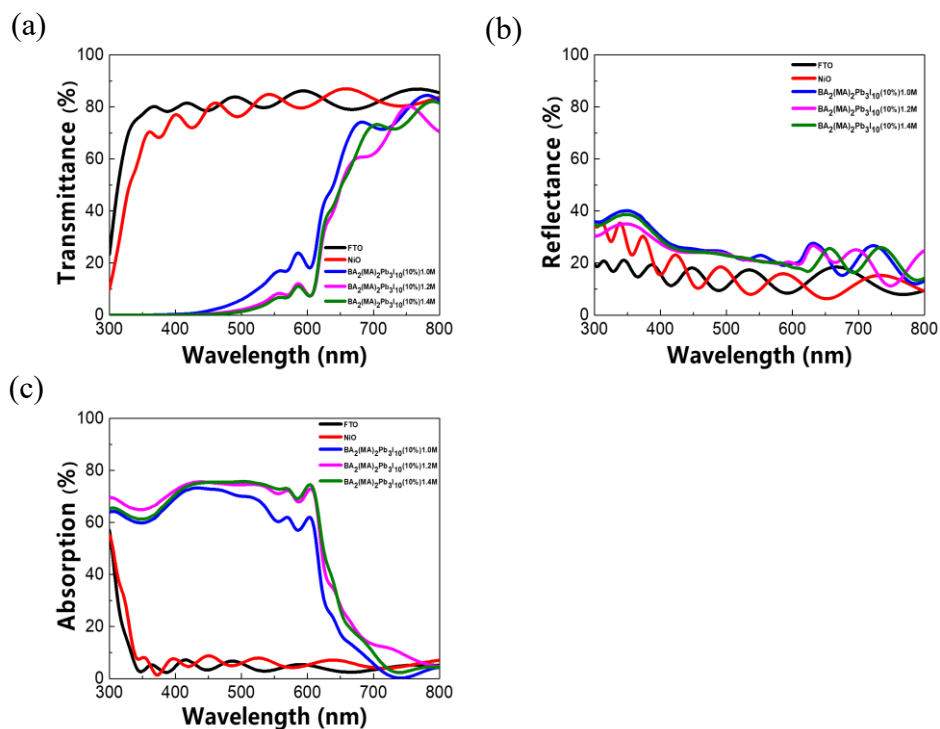 (a)
Transmittance (%)
100
80
60
40
20
0
FTO
NiO
BA₂(MA)₂Pb₃I₁₀(10%)1.0M
BA₂(MA)₂Pb₃I₁₀(10%)1.2M
BA₂(MA)₂Pb₃I₁₀(10%)1.4M
300 400 500 600 700 800
Wavelength (nm)
(b)
Reflectance (%)
100
80
60
40
20
0
FTO
NiO
BA₂(MA)₂Pb₃I₁₀(10%)1.0M
BA₂(MA)₂Pb₃I₁₀(10%)1.2M
BA₂(MA)₂Pb₃I₁₀(10%)1.4M
300 400 500 600 700 800
Wavelength (nm)
(c)
Absorption (%)
100
80
60
40
20
0
FTO
NiO
BA₂(MA)₂Pb₃I₁₀(10%)1.0M
BA₂(MA)₂Pb₃I₁₀(10%)1.2M
BA₂(MA)₂Pb₃I₁₀(10%)1.4M
300 400 500 600 700 800
Wavelength (nm)